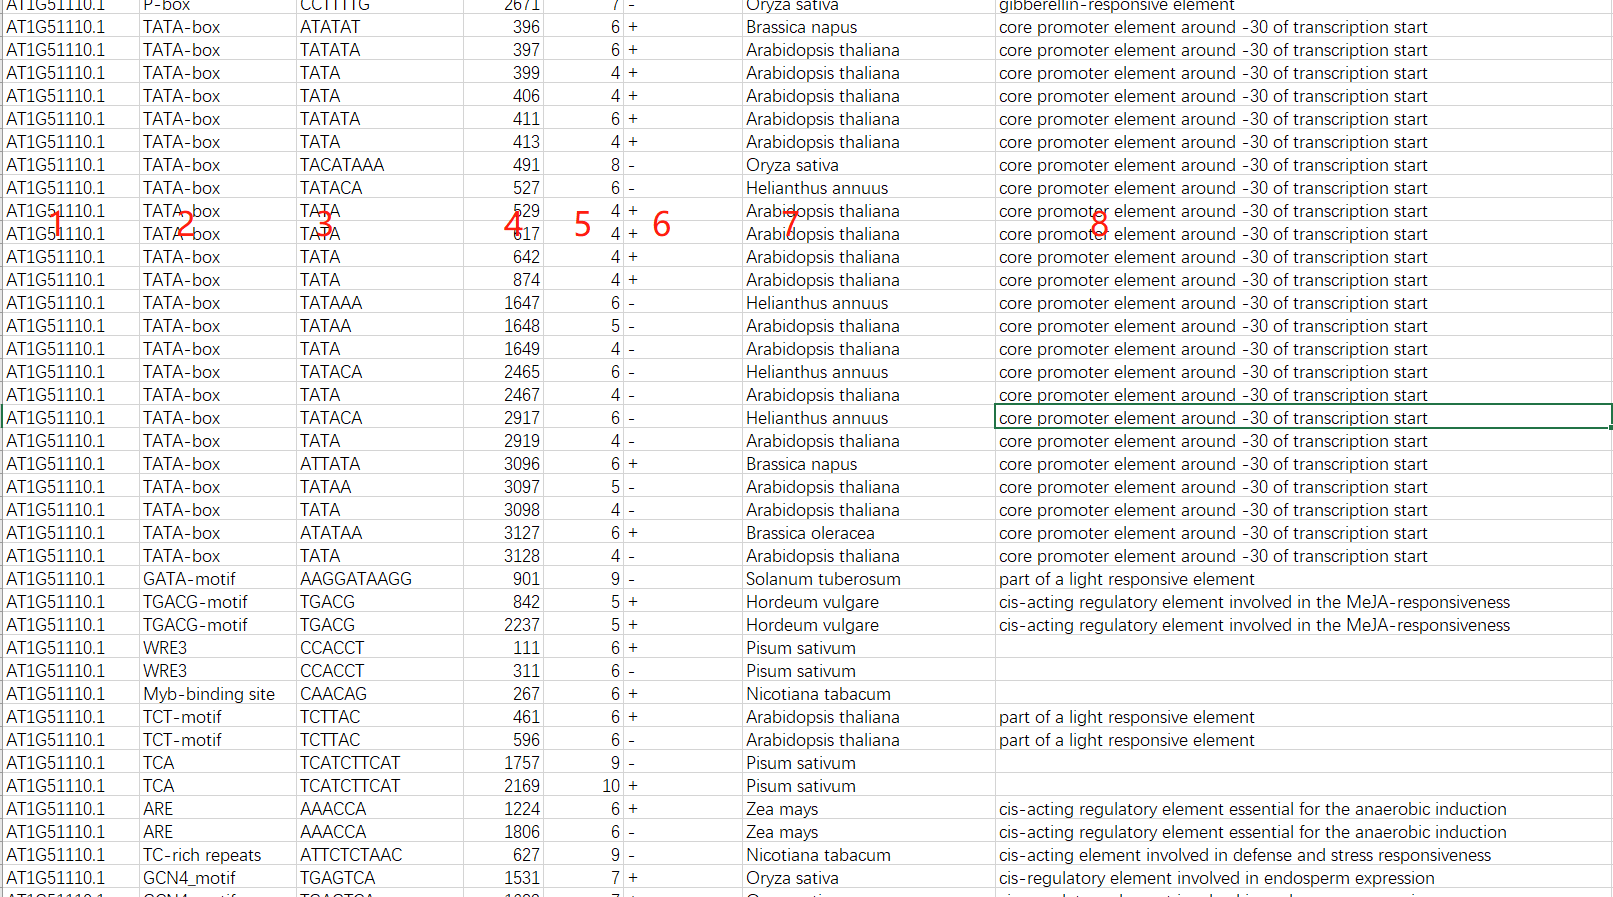 AT1G51110.1 P-box CCTTTTG 2671 7 - Oryza sativa gibberellin-responsive element
AT1G51110.1 TATA-box ATATAT 396 6 + Brassica napus core promoter element around -30 of transcription start
AT1G51110.1 TATA-box TATATA 397 6 + Arabidopsis thaliana core promoter element around -30 of transcription start
AT1G51110.1 TATA-box TATA 399 4 + Arabidopsis thaliana core promoter element around -30 of transcription start
AT1G51110.1 TATA-box TATA 406 4 + Arabidopsis thaliana core promoter element around -30 of transcription start
AT1G51110.1 TATA-box TATATA 411 6 + Arabidopsis thaliana core promoter element around -30 of transcription start
AT1G51110.1 TATA-box TATA 413 4 + Arabidopsis thaliana core promoter element around -30 of transcription start
AT1G51110.1 TATA-box TACATAAA 491 8 - Oryza sativa core promoter element around -30 of transcription start
AT1G51110.1 TATA-box TATACA 527 6 - Helianthus annuus core promoter element around -30 of transcription start
AT1G51110.1 TATA-box TATA 529 4 + Arabidopsis thaliana core promoter element around -30 of transcription start
1 2 3 4 5 6 7 8
AT1G51110.1 TATA-box TATA 617 4 + Arabidopsis thaliana core promoter element around -30 of transcription start
AT1G51110.1 TATA-box TATA 642 4 + Arabidopsis thaliana core promoter element around -30 of transcription start
AT1G51110.1 TATA-box TATA 874 4 + Arabidopsis thaliana core promoter element around -30 of transcription start
AT1G51110.1 TATA-box TATAAA 1647 6 - Helianthus annuus core promoter element around -30 of transcription start
AT1G51110.1 TATA-box TATAA 1648 5 - Arabidopsis thaliana core promoter element around -30 of transcription start
AT1G51110.1 TATA-box TATA 1649 4 - Arabidopsis thaliana core promoter element around -30 of transcription start
AT1G51110.1 TATA-box TATACA 2465 6 - Helianthus annuus core promoter element around -30 of transcription start
AT1G51110.1 TATA-box TATA 2467 4 - Arabidopsis thaliana core promoter element around -30 of transcription start
AT1G51110.1 TATA-box TATACA 2917 6 - Helianthus annuus core promoter element around -30 of transcription start
AT1G51110.1 TATA-box TATA 2919 4 - Arabidopsis thaliana core promoter element around -30 of transcription start
AT1G51110.1 TATA-box ATTATA 3096 6 + Brassica napus core promoter element around -30 of transcription start
AT1G51110.1 TATA-box TATAA 3097 5 - Arabidopsis thaliana core promoter element around -30 of transcription start
AT1G51110.1 TATA-box TATA 3098 4 - Arabidopsis thaliana core promoter element around -30 of transcription start
AT1G51110.1 TATA-box ATATAA 3127 6 + Brassica oleracea core promoter element around -30 of transcription start
AT1G51110.1 TATA-box TATA 3128 4 - Arabidopsis thaliana core promoter element around -30 of transcription start
AT1G51110.1 GATA-motif AAGGATAAGG 901 9 - Solanum tuberosum part of a light responsive element
AT1G51110.1 TGACG-motif TGACG 842 5 + Hordeum vulgare cis-acting regulatory element involved in the MeJA-responsiveness
AT1G51110.1 TGACG-motif TGACG 2237 5 + Hordeum vulgare cis-acting regulatory element involved in the MeJA-responsiveness
AT1G51110.1 WRE3 CCACCT 111 6 + Pisum sativum
AT1G51110.1 WRE3 CCACCT 311 6 - Pisum sativum
AT1G51110.1 Myb-binding site CAACAG 267 6 + Nicotiana tabacum
AT1G51110.1 TCT-motif TCTTAC 461 6 + Arabidopsis thaliana part of a light responsive element
AT1G51110.1 TCT-motif TCTTAC 596 6 - Arabidopsis thaliana part of a light responsive element
AT1G51110.1 TCA TCATCTTCAT 1757 9 - Pisum sativum
AT1G51110.1 TCA TCATCTTCAT 2169 10 + Pisum sativum
AT1G51110.1 ARE AAACCA 1224 6 + Zea mays cis-acting regulatory element essential for the anaerobic induction
AT1G51110.1 ARE AAACCA 1806 6 - Zea mays cis-acting regulatory element essential for the anaerobic induction
AT1G51110.1 TC-rich repeats ATTCTCTAAC 627 9 - Nicotiana tabacum cis-acting element involved in defense and stress responsiveness
AT1G51110.1 GCN4_motif TGAGTCA 1531 7 + Oryza sativa cis-regulatory element involved in endosperm expression